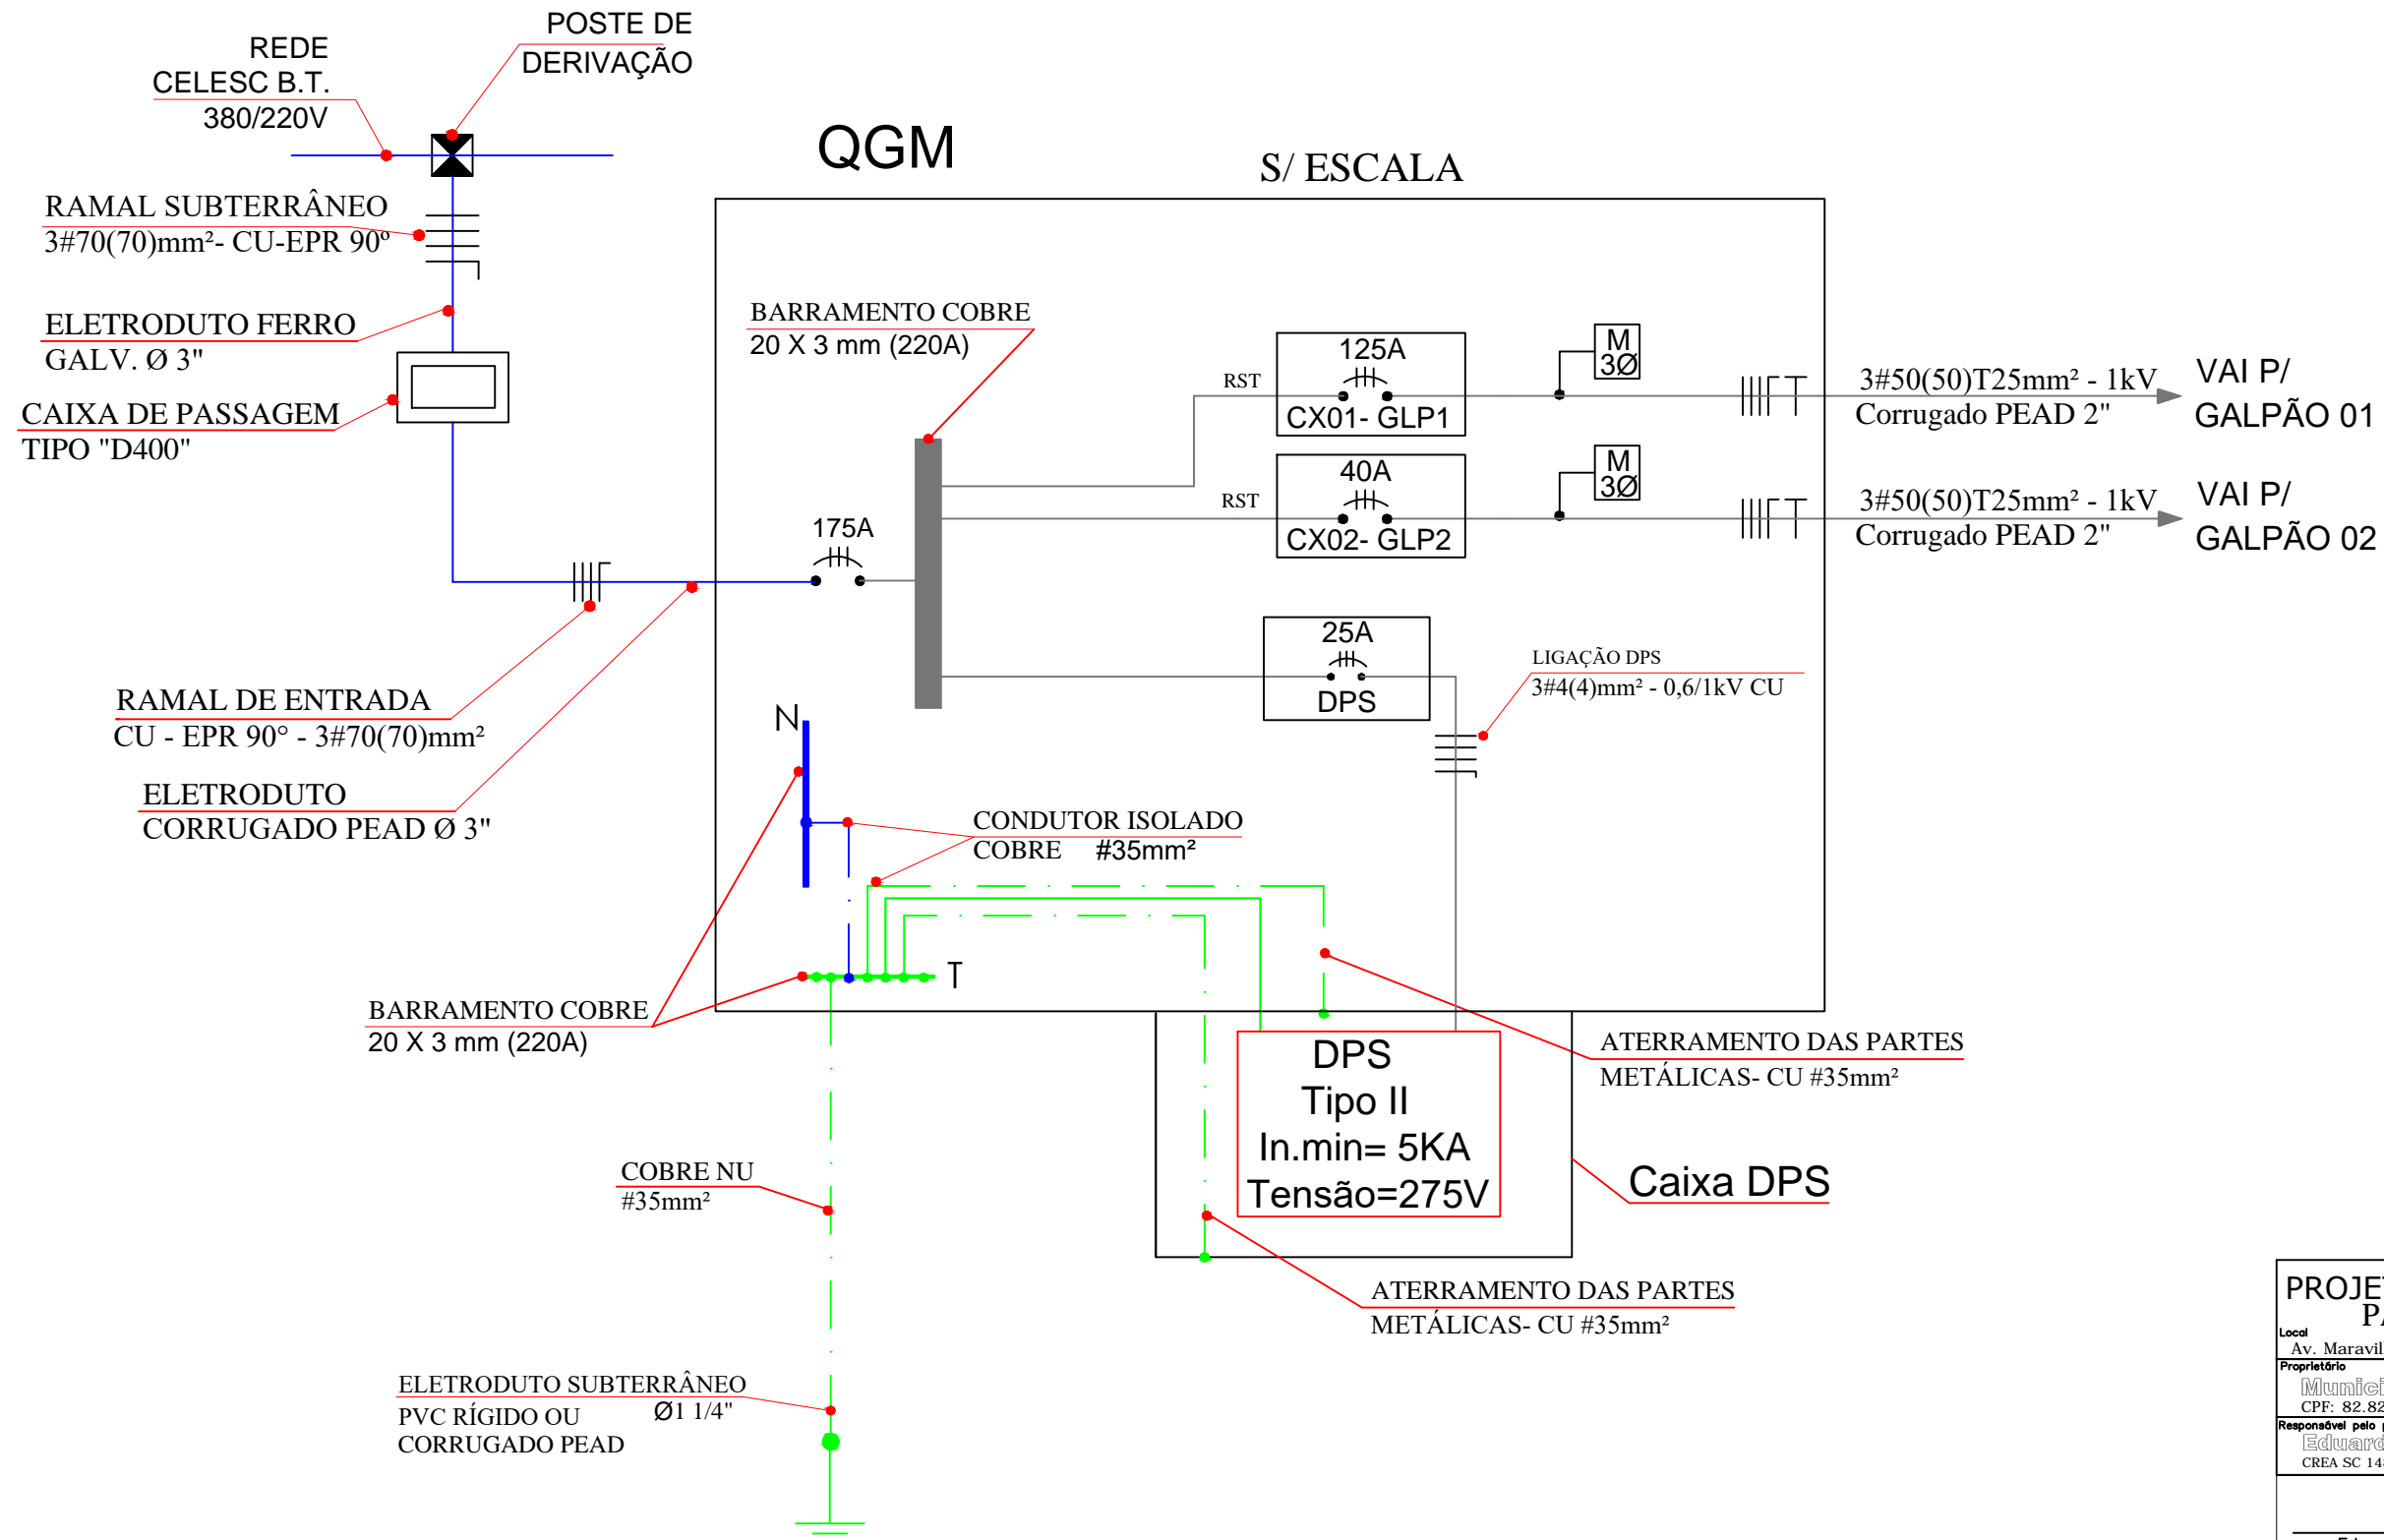 POSTE DE
DERIVAÇÃO
REDE
CELESC B.T.
380/220V
QGM
S/ ESCALA
RAMAL SUBTERRÂNEO
3#70(70)mm²- CU-EPR 90º
ELETRODUTO FERRO
GALV. Ø 3"
CAIXA DE PASSAGEM
TIPO "D400"
BARRAMENTO COBRE
20 X 3 mm (220A)
RST
125A
CX01- GLP1
M
3Ø
3#50(50)T25mm² - 1kV
Corrugado PEAD 2"
VAI P/
GALPÃO 01
RST
40A
CX02- GLP2
M
3Ø
3#50(50)T25mm² - 1kV
Corrugado PEAD 2"
VAI P/
GALPÃO 02
175A
25A
DPS
LIGAÇÃO DPS
3#4(4)mm² - 0,6/1kV CU
RAMAL DE ENTRADA
CU - EPR 90° - 3#70(70)mm²
ELETRODUTO
CORRUGADO PEAD Ø 3"
N
CONDUTOR ISOLADO
COBRE #35mm²
T
BARRAMENTO COBRE
20 X 3 mm (220A)
DPS
Tipo II
In.min= 5KA
Tensão=275V
ATERRAMENTO DAS PARTES
METÁLICAS- CU #35mm²
Caixa DPS
COBRE NU
#35mm²
ATERRAMENTO DAS PARTES
METÁLICAS- CU #35mm²
ELETRODUTO SUBTERRÂNEO
PVC RÍGIDO OU Ø1 1/4"
CORRUGADO PEAD
Local
Av.
Proprietário
CPF: 82.82
Responsável pelo
CREA SC